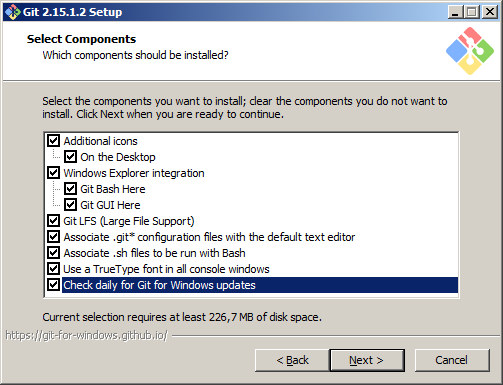 Git 2.15.1.2 Setup
Select Components
Which components should be installed?
Select the components you want to install; clear the components you do not want to
install. Click Next when you are ready to continue.
Additional icons
On the Desktop
Windows Explorer integration
Git Bash Here
Git GUI Here
Git LFS (Large File Support)
Associate .git* configuration files with the default text editor
Associate .sh files to be run with Bash
Use a TrueType font in all console windows
Check daily for Git for Windows updates
Current selection requires at least 226,7 MB of disk space.
https://git-for-windows.github.io/
< Back Next > Cancel